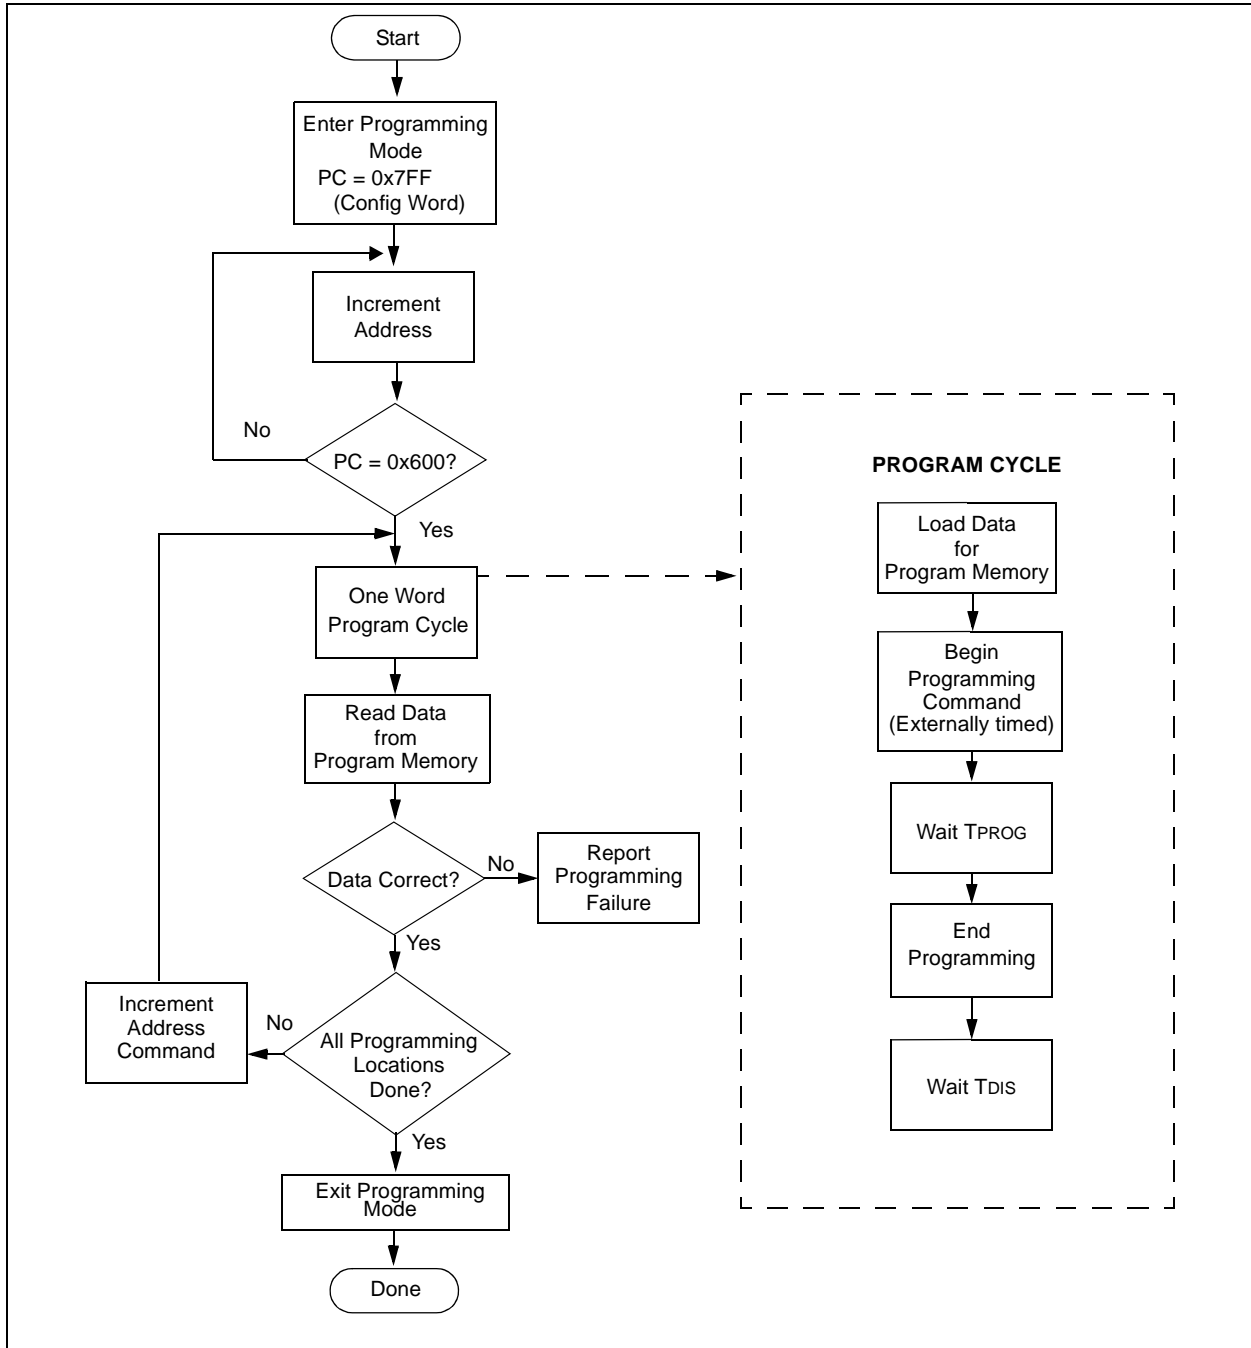 Start
Enter Programming
Mode
PC = 0x7FF
(Config Word)
Increment
Address
No
PC = 0x600?
Yes
One Word
Program Cycle
Read Data
from
Program Memory
Data Correct?
No
Report
Programming
Failure
Yes
Increment
Address
Command
No
All Programming
Locations
Done?
Yes
Exit Programming
Mode
Done
PROGRAM CYCLE
Load Data
for
Program Memory
Begin
Programming
Command
(Externally timed)
Wait TPROG
End
Programming
Wait TDIS